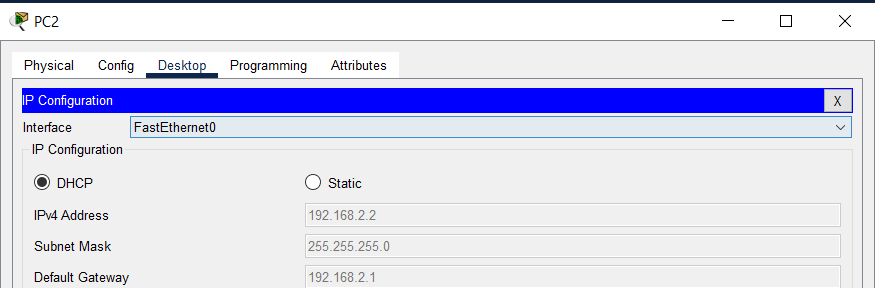 PC2
Physical Config Desktop Programming Attributes
IP Configuration X
Interface FastEthernet0
IP Configuration
DHCP Static
IPv4 Address 192.168.2.2
Subnet Mask 255.255.255.0
Default Gateway 192.168.2.1